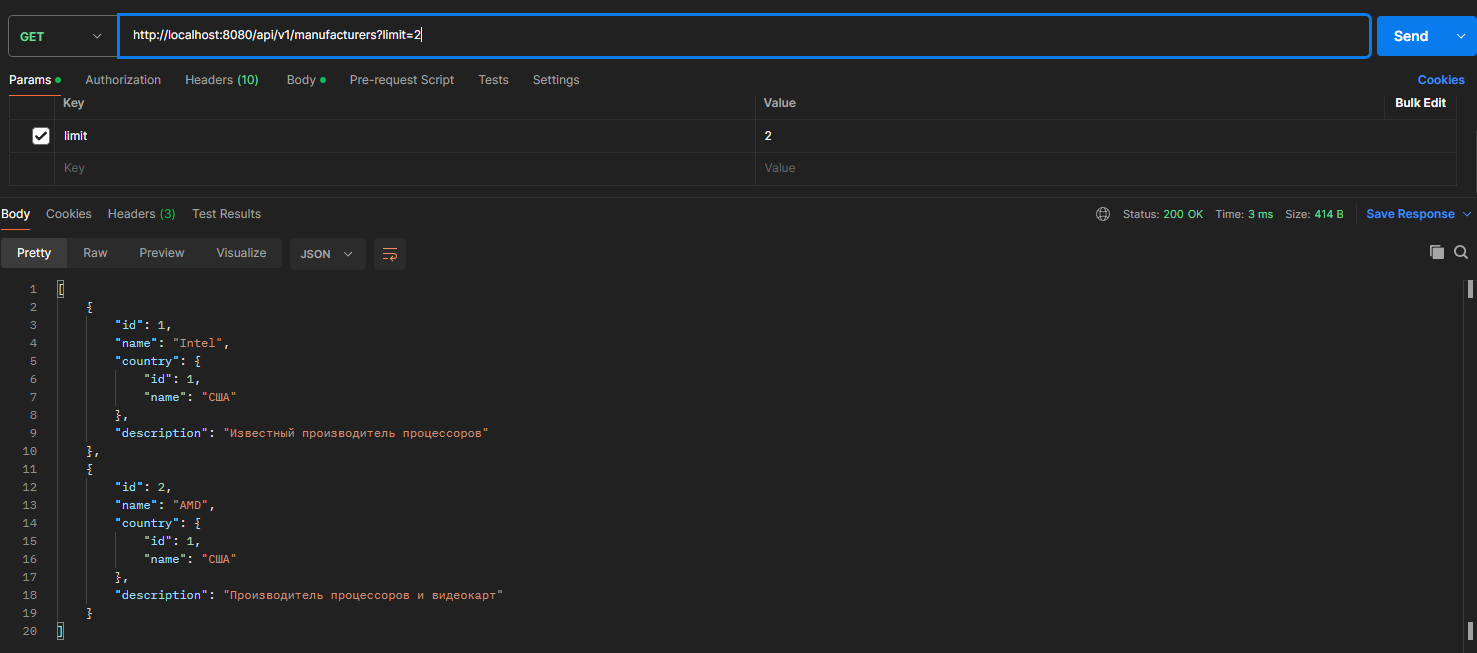 GET http://localhost:8080/api/v1/manufacturers?limit=2 Send
Params Authorization Headers (10) Body Pre-request Script Tests Settings Cookies
Key Value Bulk Edit
limit 2
Key Value
Body Cookies Headers (3) Test Results Status: 200 OK Time: 3 ms Size: 414 B Save Response
Pretty Raw Preview Visualize JSON
1 [
2 {
3 "id": 1,
4 "name": "Intel",
5 "country": {
6 "id": 1,
7 "name": "США"
8 },
9 "description": "Известный производитель процессоров"
10 },
11 {
12 "id": 2,
13 "name": "AMD",
14 "country": {
15 "id": 1,
16 "name": "США"
17 },
18 "description": "Производитель процессоров и видеокарт"
19 }
20 ]